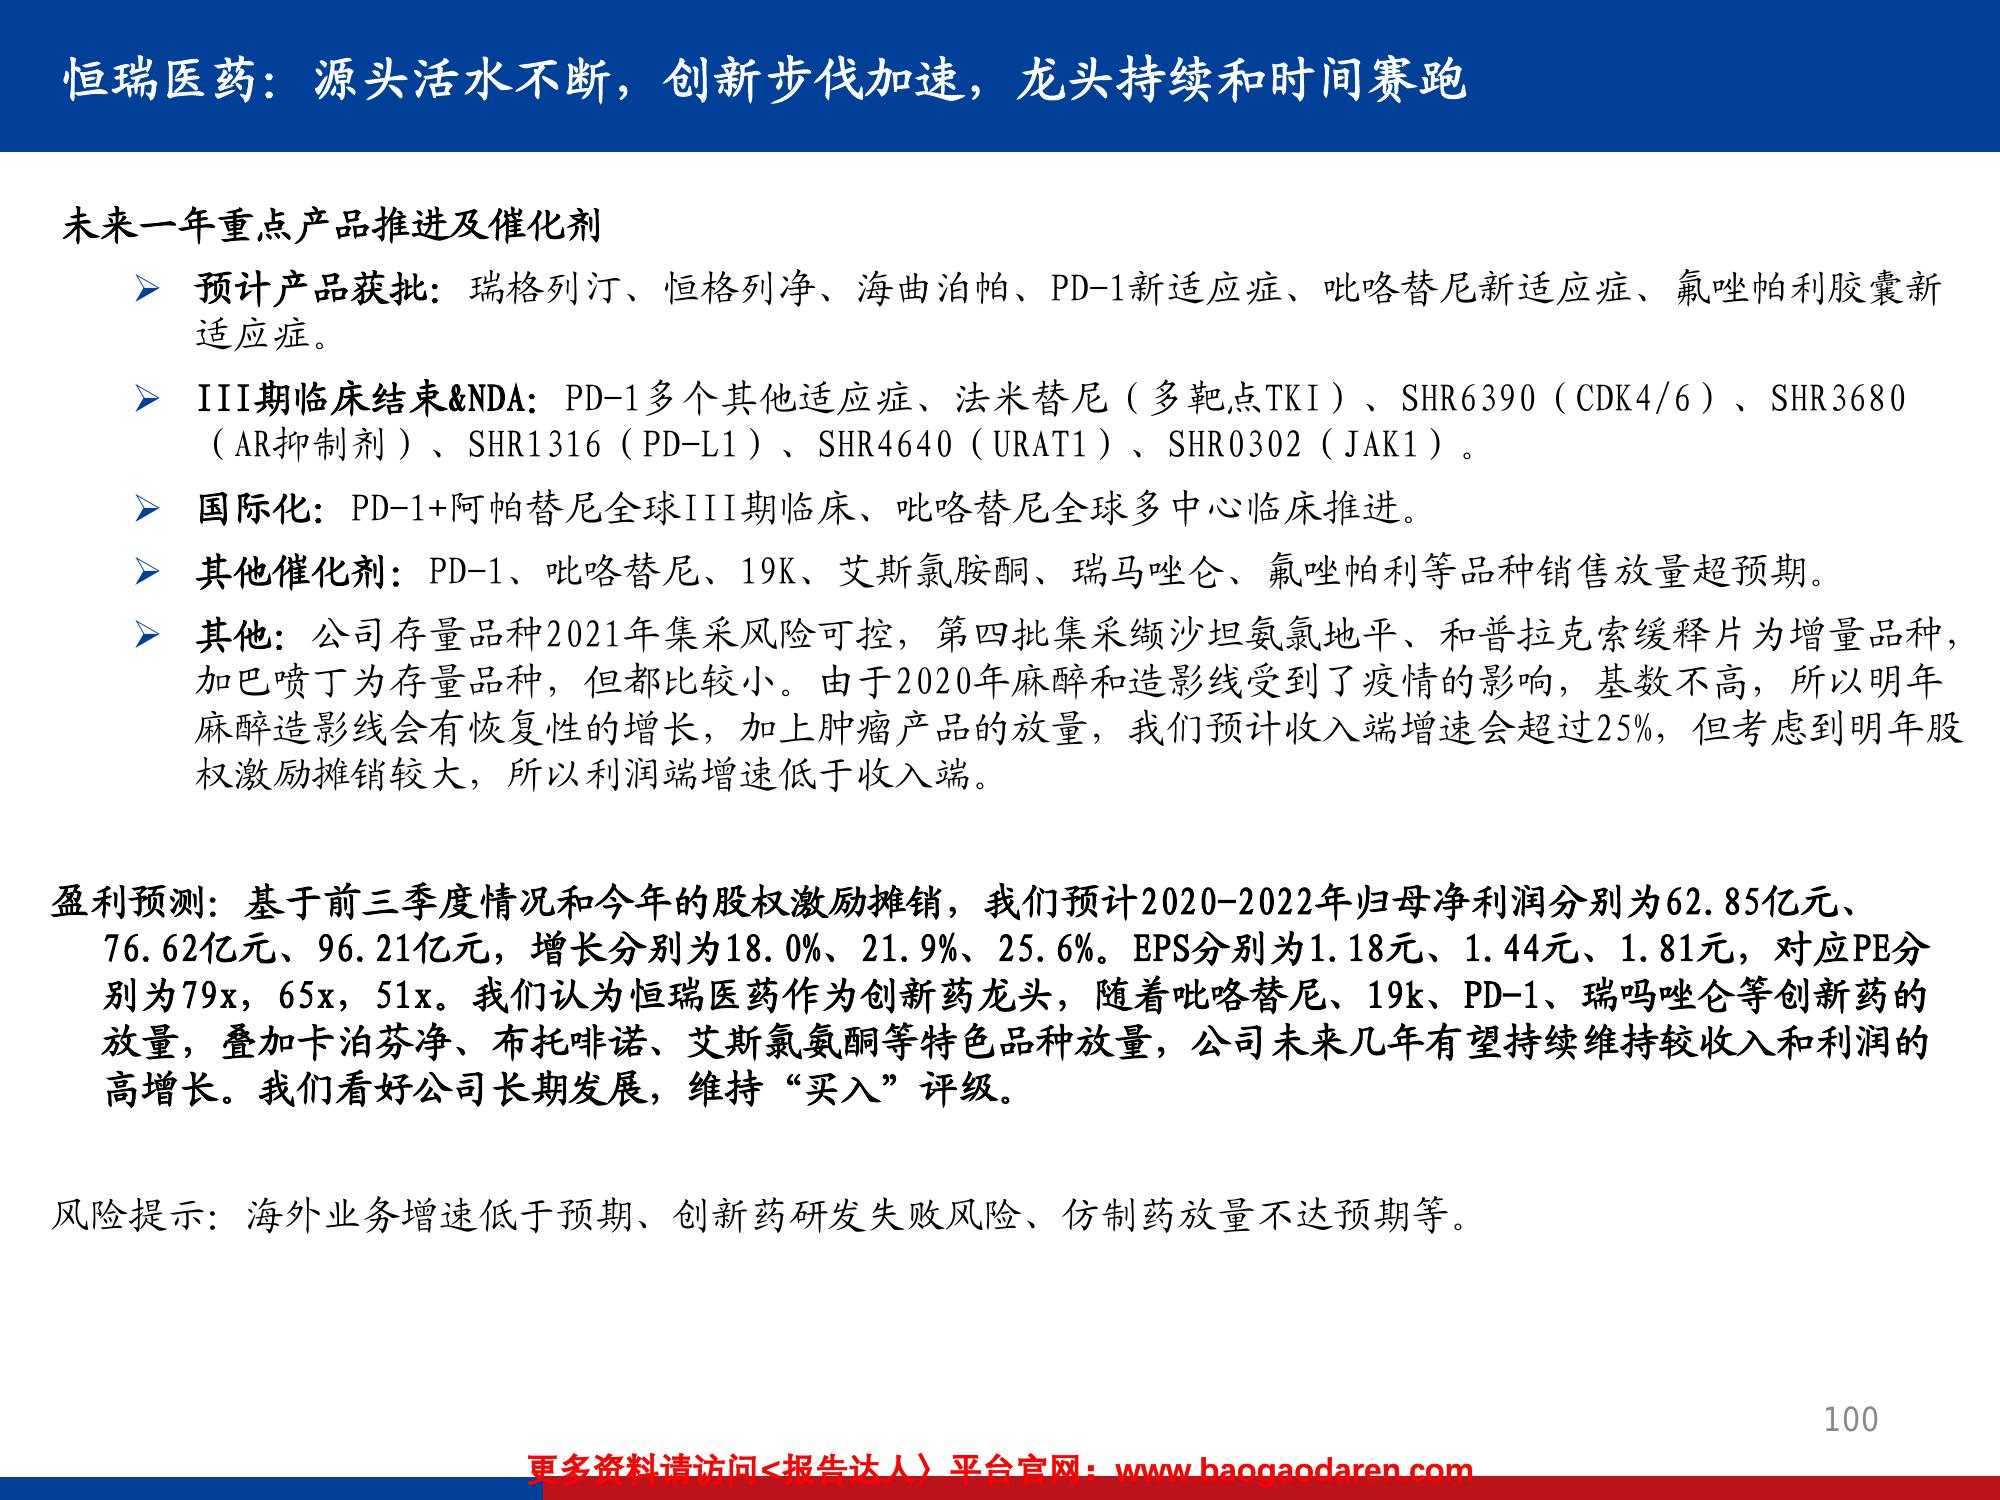 恒瑞医药：源头活水不断，创新步伐加速，龙头持续和时间赛跑
未来一年重点产品推进及催化剂
预计产品获批：瑞格列汀、恒格列净、海曲泊帕、PD-1新适应症、吡咯替尼新适应症、氟唑帕利胶囊新
适应症。
III期临床结束&NDA：PD-1多个其他适应症、法米替尼（多靶点TKI）、SHR6390（CDK4/6）、SHR3680
（AR抑制剂）、SHR1316（PD-L1）、SHR4640（URAT1）、SHR0302（JAK1）。
国际化：PD-1+阿帕替尼全球III期临床、吡咯替尼全球多中心临床推进。
其他催化剂：PD-1、吡咯替尼、19K、艾斯氯胺酮、瑞马唑仑、氟唑帕利等品种销售放量超预期。
其他：公司存量品种2021年集采风险可控，第四批集采缬沙坦氨氯地平、和普拉克索缓释片为增量品种，
加巴喷丁为存量品种，但都比较小。由于2020年麻醉和造影线受到了疫情的影响，基数不高，所以明年
麻醉造影线会有恢复性的增长，加上肿瘤产品的放量，我们预计收入端增速会超过25%，但考虑到明年股
权激励摊销较大，所以利润端增速低于收入端。
盈利预测：基于前三季度情况和今年的股权激励摊销，我们预计2020-2022年归母净利润分别为62.85亿元、
76.62亿元、96.21亿元，增长分别为18.0%、21.9%、25.6%。EPS分别为1.18元、1.44元、1.81元，对应PE分
别为79x，65x，51x。我们认为恒瑞医药作为创新药龙头，随着吡咯替尼、19k、PD-1、瑞吗唑仑等创新药的
放量，叠加卡泊芬净、布托啡诺、艾斯氯氨酮等特色品种放量，公司未来几年有望持续维持较收入和利润的
高增长。我们看好公司长期发展，维持“买入”评级。
风险提示：海外业务增速低于预期、创新药研发失败风险、仿制药放量不达预期等。
100
更多资料请访问<报告达人〉平台官网：www.baogaodaren.com